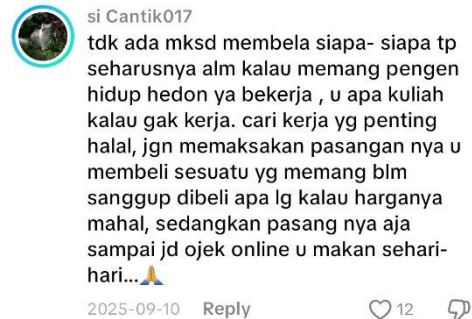 si Cantik017
tdk ada mksd membela siapa- siapa tp
seharusnya alm kalau memang pengen
hidup hedon ya bekerja , u apa kuliah
kalau gak kerja. cari kerja yg penting
halal, jgn memaksakan pasangan nya u
membeli sesuatu yg memang blm
sanggup dibeli apa lg kalau harganya
mahal, sedangkan pasang nya aja
sampai jd ojek online u makan sehari-
hari...🙏
2025-09-10 Reply 12